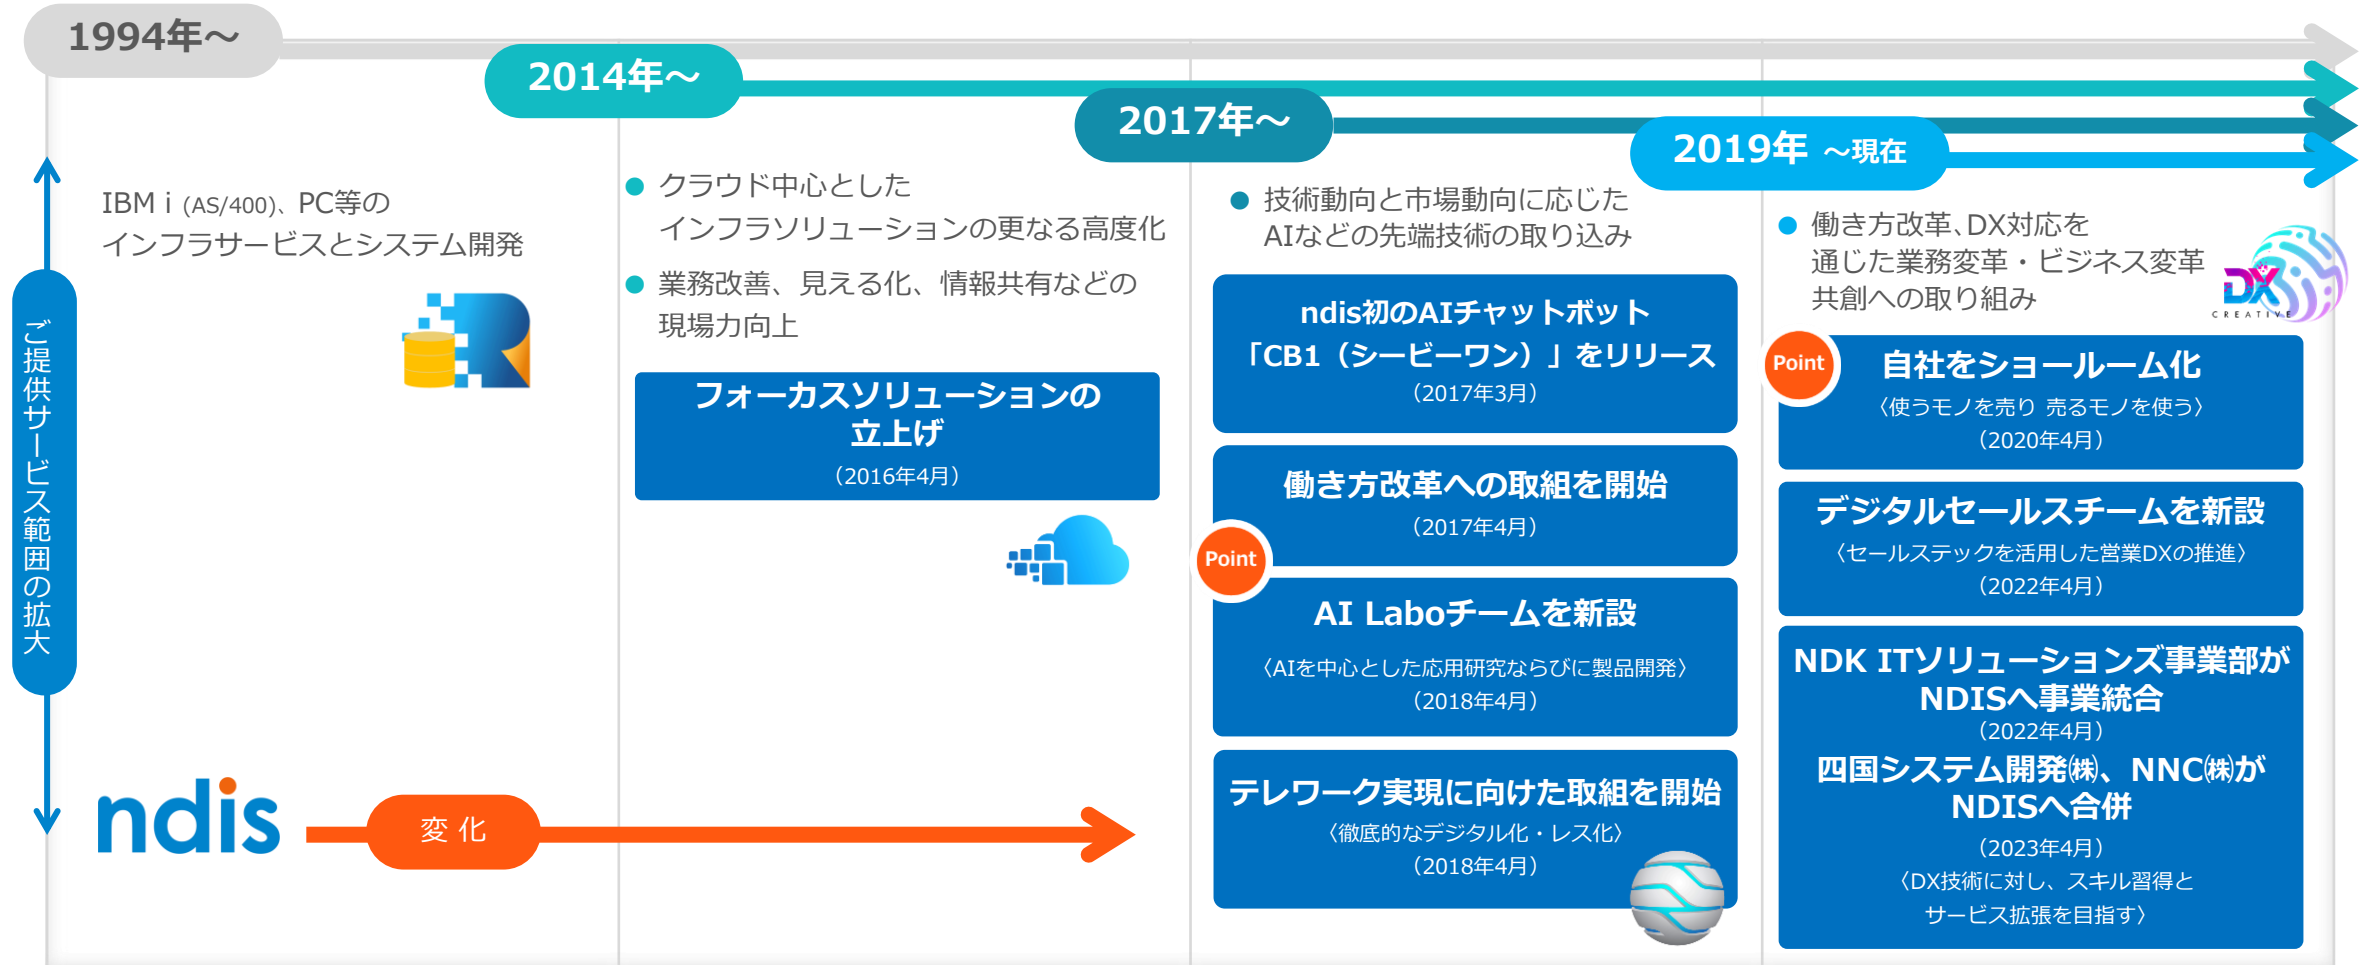 1994年～
2014年～
2017年～
2019年 ～現在
ご提供サービス範囲の拡大
IBM i (AS/400)、PC等の
インフラサービスとシステム開発
ndis
変 化
クラウド中心とした
インフラソリューションの更なる高度化
業務改善、見える化、情報共有などの
現場力向上
フォーカスソリューションの
立上げ
（2016年4月）
技術動向と市場動向に応じた
AIなどの先端技術の取り込み
ndis初のAIチャットボット
「CB1（シービーワン）」をリリース
（2017年3月）
働き方改革への取組を開始
（2017年4月）
Point
AI Laboチームを新設
〈AIを中心とした応用研究ならびに製品開発〉
（2018年4月）
テレワーク実現に向けた取組を開始
〈徹底的なデジタル化・レス化〉
（2018年4月）
働き方改革、DX対応を
通じた業務変革・ビジネス変革
共創への取り組み
DX
CREATIVE
Point
自社をショールーム化
〈使うモノを売り 売るモノを使う〉
（2020年4月）
デジタルセールスチームを新設
〈セールステックを活用した営業DXの推進〉
（2022年4月）
NDK ITソリューションズ事業部が
NDISへ事業統合
（2022年4月）
四国システム開発㈱、NNC㈱が
NDISへ合併
（2023年4月）
〈DX技術に対し、スキル習得と
サービス拡張を目指す〉